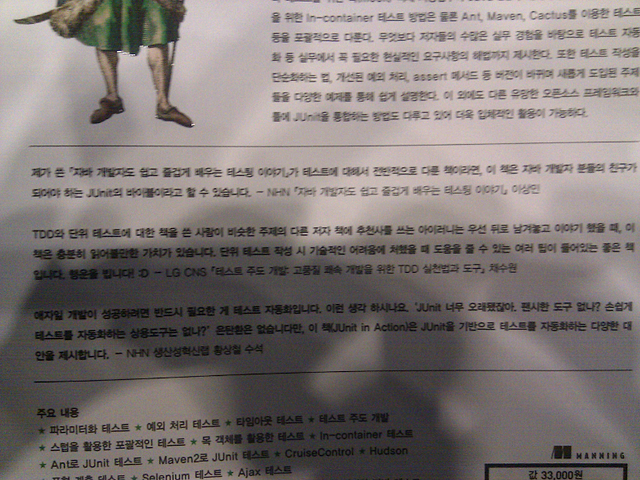 을 위한 In-container 테스트 방법은 물론 Ant, Maven, Cactus를 이용한 테스트
등을 포괄적으로 다룬다. 무엇보다 저자들의 수많은 실무 경험을 바탕으로 테스트 자동
화 등 실무에서 꼭 필요한 현실적인 요구사항의 해법까지 제시한다. 또한 테스트 작성을
단순화하는 법, 개선된 예외 처리, assert 메서드 등 버전이 바뀌며 새롭게 도입된 주제
들을 다양한 예제를 통해 쉽게 설명한다. 이 외에도 다른 유망한 오픈소스 프레임워크와
툴에 JUnit을 통합하는 방법도 다루고 있어 더욱 입체적인 활용이 가능하다.
제가 쓴 『자바 개발자도 쉽고 즐겁게 배우는 테스팅 이야기』가 테스트에 대해서 전반적으로 다룬 책이라면, 이 책은 자바 개발자 분들의 친구가
되어야 하는 JUnit의 바이블이라고 할 수 있습니다. - NHN 『자바 개발자도 쉽고 즐겁게 배우는 테스팅 이야기』 이상민
TDD와 단위 테스트에 대한 책을 쓴 사람이 비슷한 주제의 다른 저자 책에 추천사를 쓰는 아이러니는 우선 뒤로 남겨놓고 이야기 했을 때, 이
책은 충분히 읽어볼만한 가치가 있습니다. 단위 테스트 작성 시 기술적인 어려움에 처했을 때 도움을 줄 수 있는 여러 팁이 들어있는 좋은 책
입니다. 행운을 빕니다! :D - LG CNS 『테스트 주도 개발: 고품질 쾌속 개발을 위한 TDD 실천법과 도구』 채수원
애자일 개발이 성공하려면 반드시 필요한 게 테스트 자동화입니다. 이런 생각 하시나요. 'JUnit 너무 오래됐잖아. 팬시한 도구 없나? 손쉽게
테스트를 자동화하는 상용도구는 없나?' 은탄환은 없습니다만, 이 책(JUnit in Action)은 JUnit을 기반으로 테스트를 자동화하는 다양한 대
안을 제시합니다. - NHN 생산성혁신랩 황상철 수석
주요 내용
★ 파라미터화 테스트 ★ 예외 처리 테스트 ★ 타임아웃 테스트 ★ 테스트 주도 개발
★ 스텁을 활용한 포괄적인 테스트 ★ 목 객체를 활용한 테스트 ★ In-container 테스트
★ Ant로 JUnit 테스트 ★ Maven2로 JUnit 테스트 ★ CruiseControl ★ Hudson
테스트 ★ Selenium 테스트 ★ Ajax 테스트
MANNING
값 33,000원